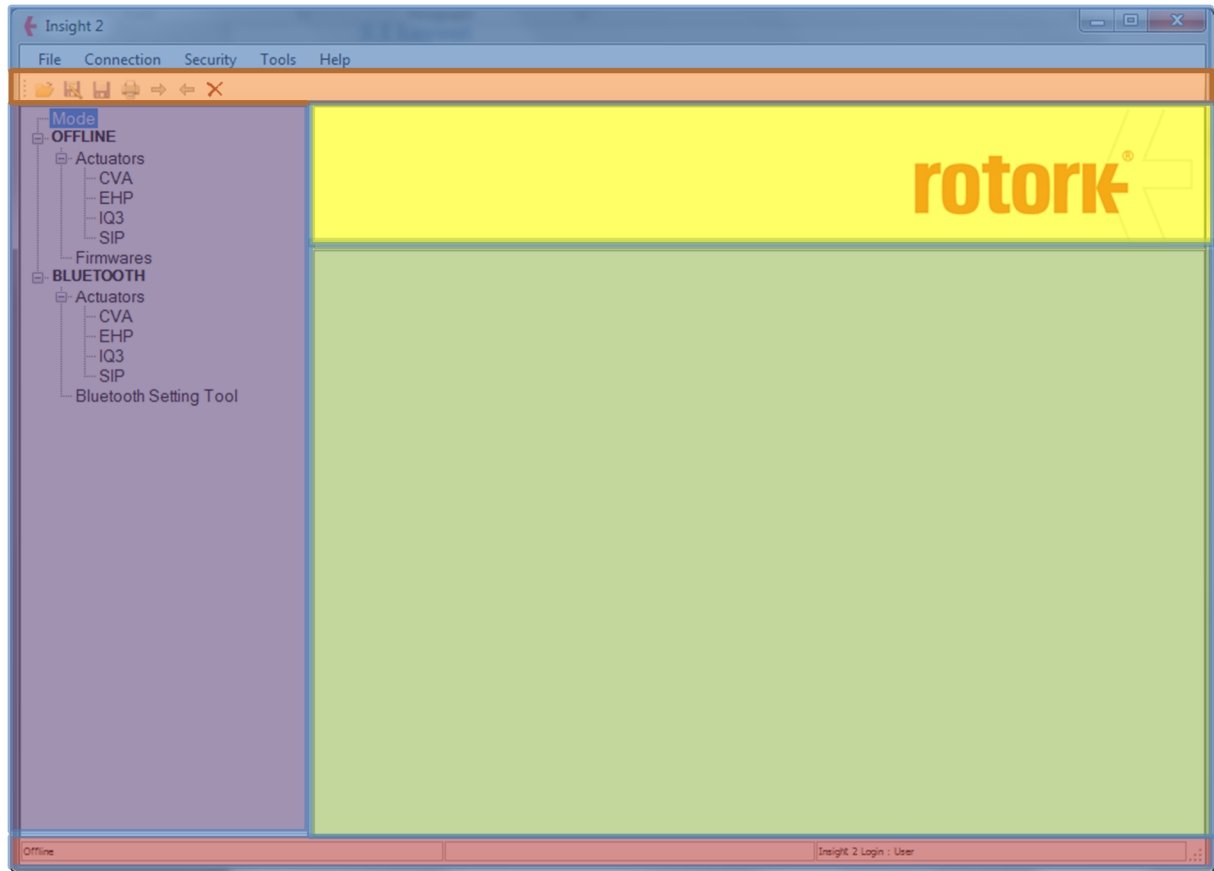 Insight 2
File Connection Security Tools Help
Mode
OFFLINE
Actuators
CVA
EHP
IQ3
SIP
Firmwares
BLUETOOTH
Actuators
CVA
EHP
IQ3
SIP
Bluetooth Setting Tool
rotork®
Offline
Insight 2 Login : User